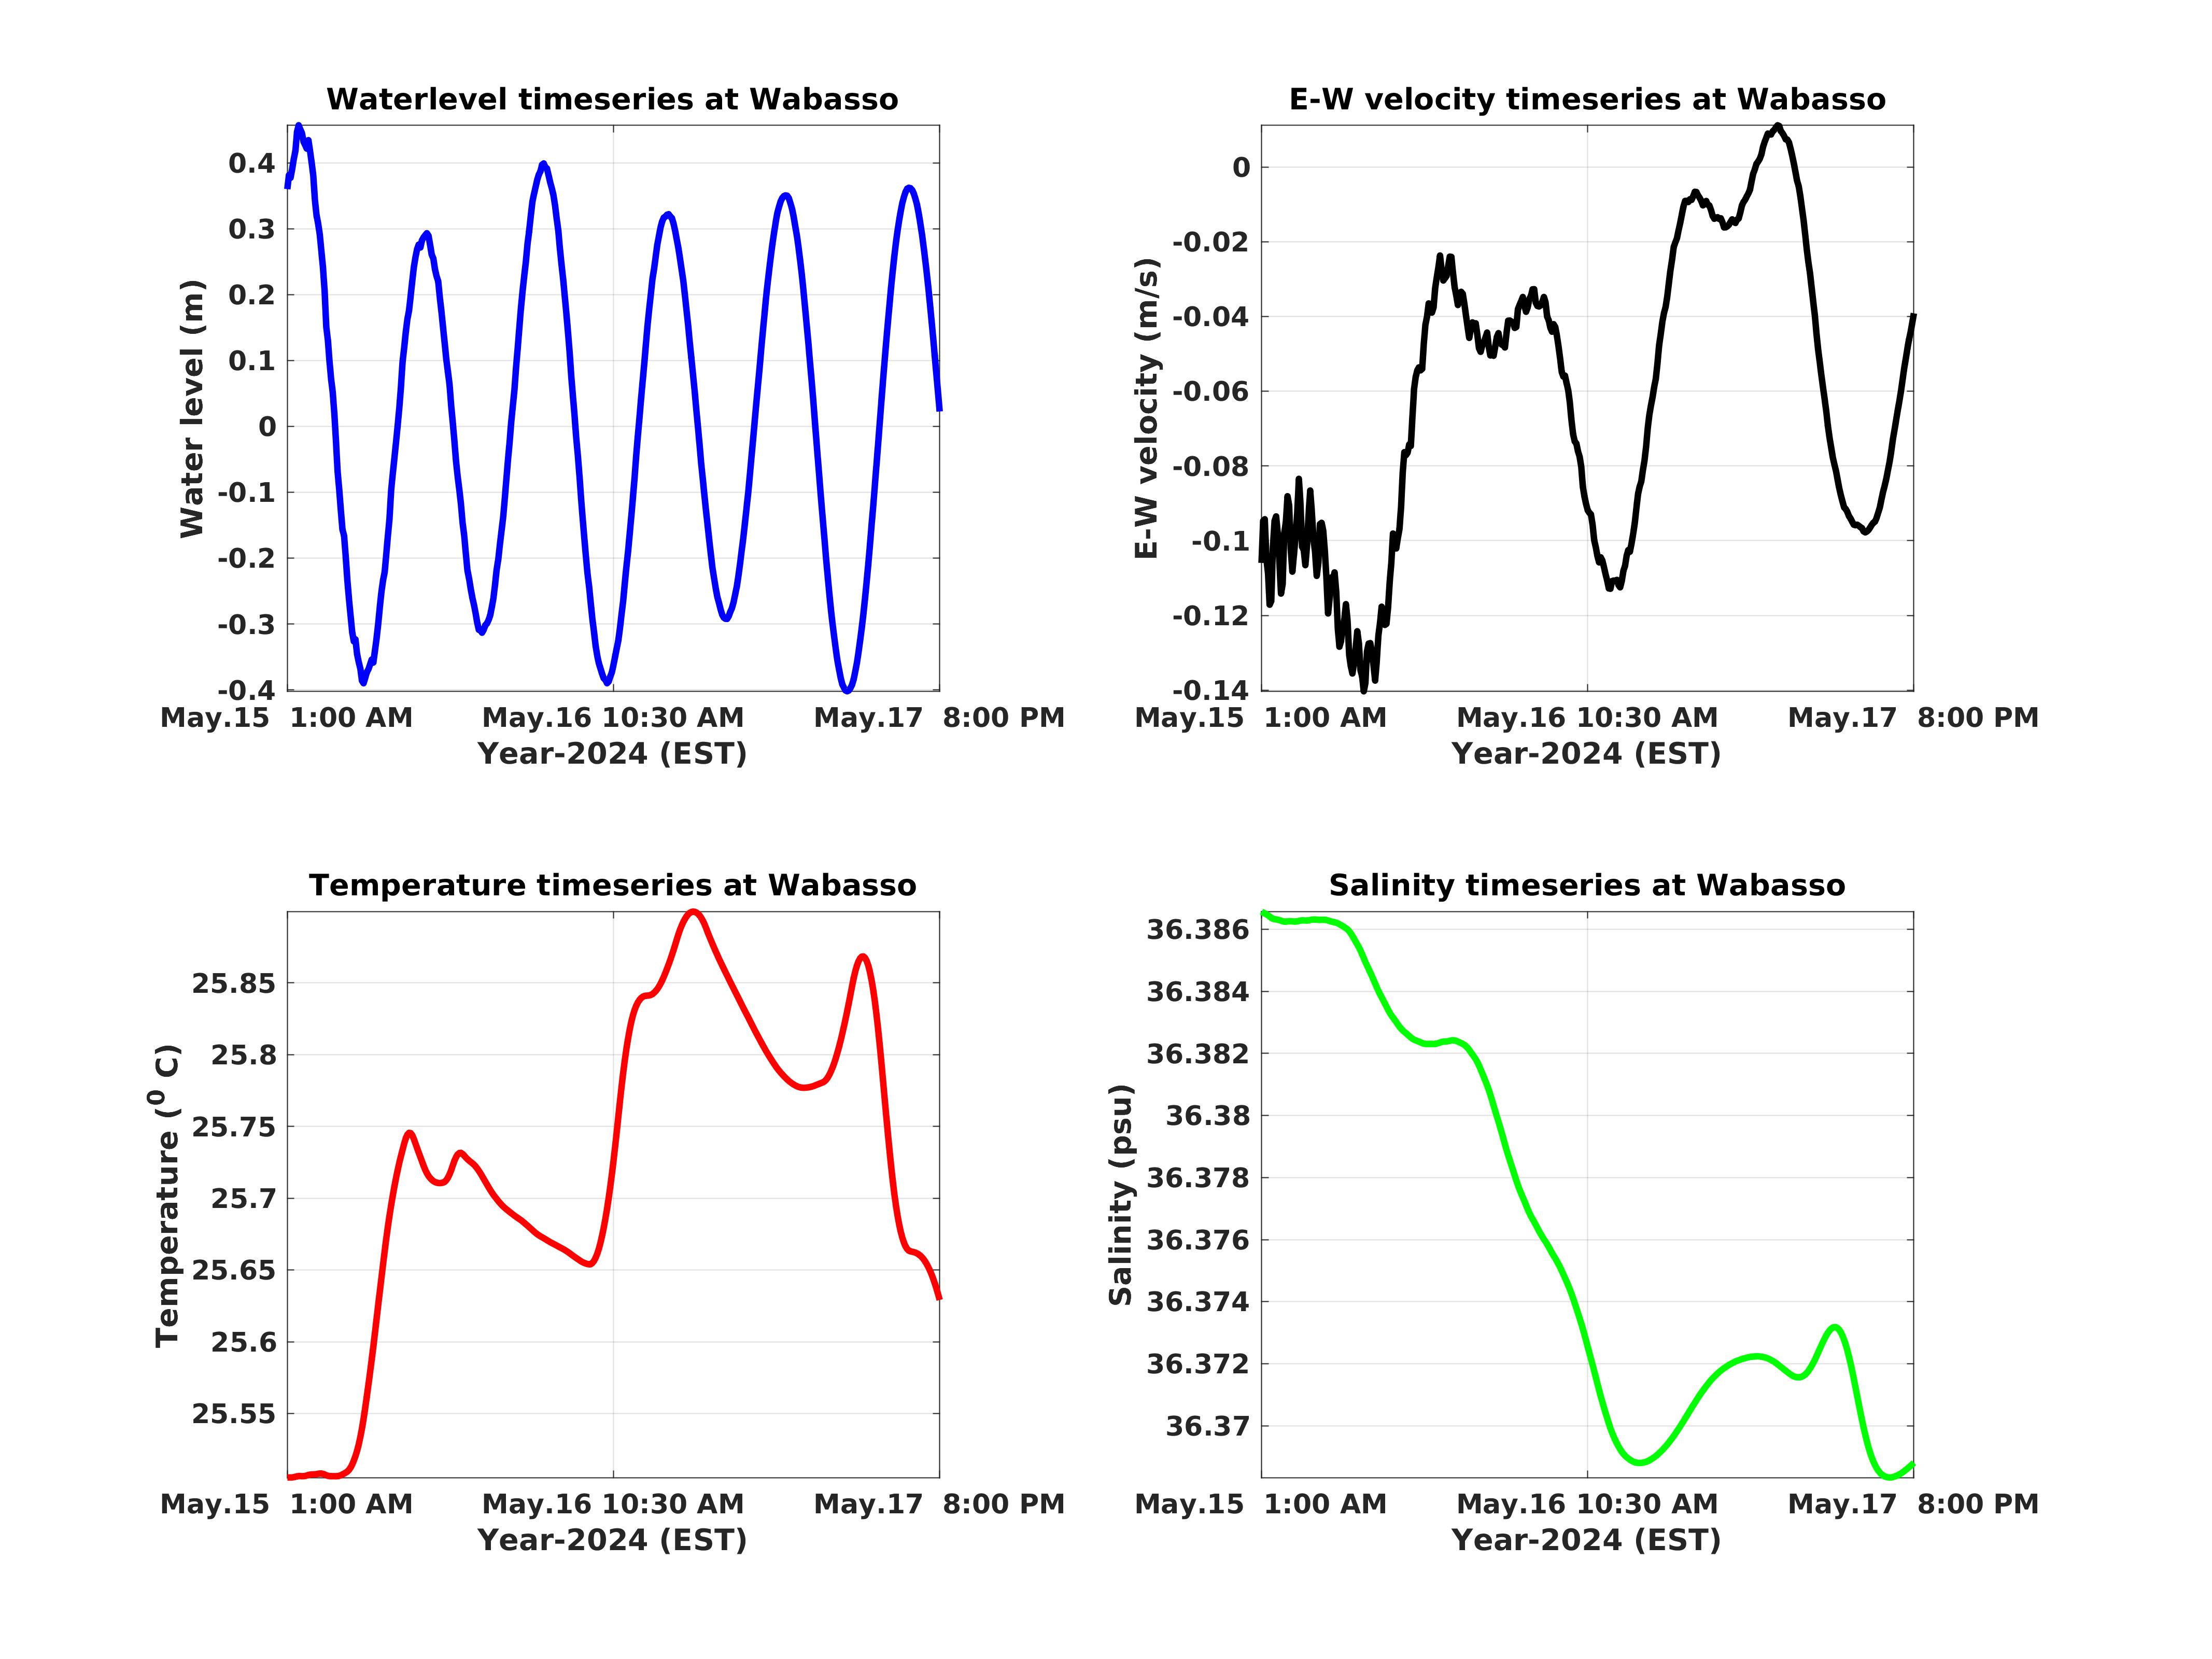 Waterlevel timeseries at Wabasso
0.4
0.3
0.2
0.1
0
-0.1
-0.2
-0.3
-0.4
Water level (m)
May.15 1:00 AM May.16 10:30 AM May.17 8:00 PM
Year-2024 (EST)
E-W velocity timeseries at Wabasso
0
-0.02
-0.04
-0.06
-0.08
-0.1
-0.12
-0.14
E-W velocity (m/s)
May.15 1:00 AM May.16 10:30 AM May.17 8:00 PM
Year-2024 (EST)
Temperature timeseries at Wabasso
25.85
25.8
25.75
25.7
25.65
25.6
25.55
Temperature (⁰ C)
May.15 1:00 AM May.16 10:30 AM May.17 8:00 PM
Year-2024 (EST)
Salinity timeseries at Wabasso
36.386
36.384
36.382
36.38
36.378
36.376
36.374
36.372
36.37
Salinity (psu)
May.15 1:00 AM May.16 10:30 AM May.17 8:00 PM
Year-2024 (EST)